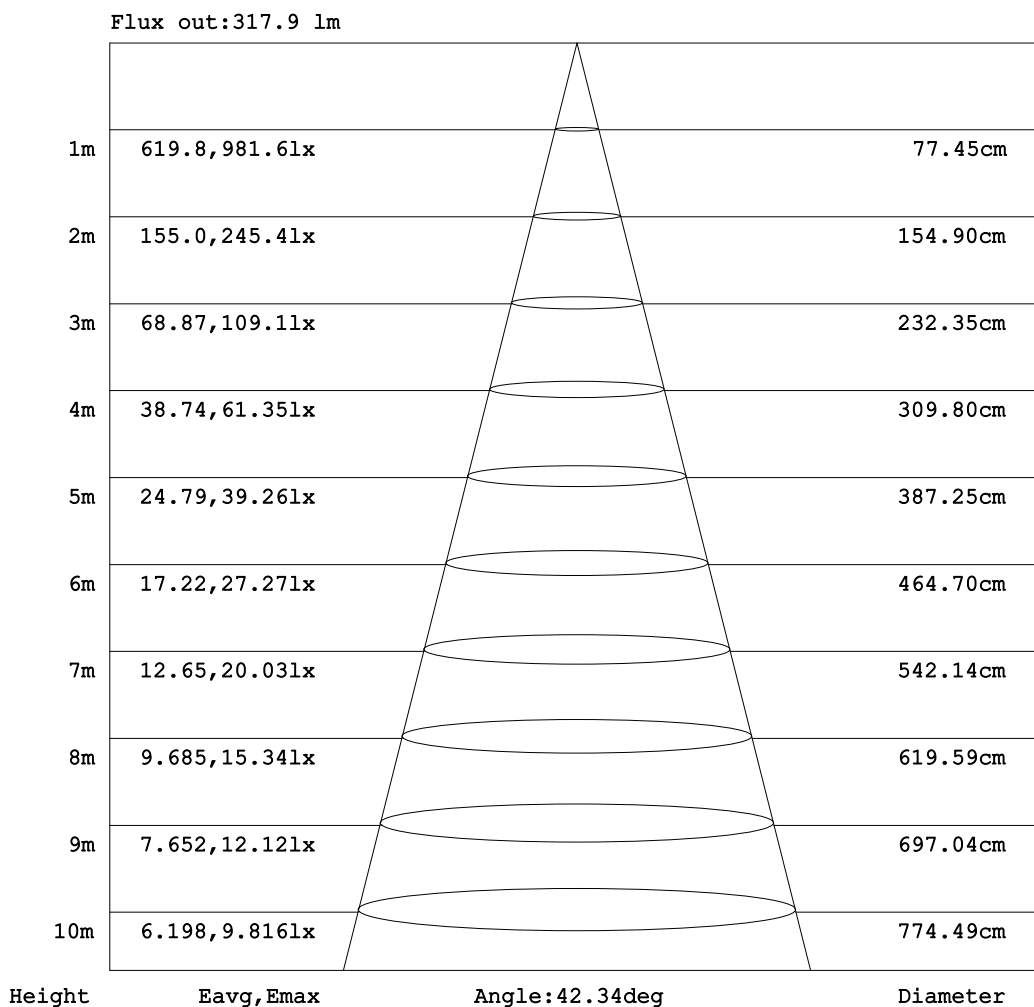 Flux out:317.9 lm
1m 619.8,981.6lx 77.45cm
2m 155.0,245.4lx 154.90cm
3m 68.87,109.1lx 232.35cm
4m 38.74,61.35lx 309.80cm
5m 24.79,39.26lx 387.25cm
6m 17.22,27.27lx 464.70cm
7m 12.65,20.03lx 542.14cm
8m 9.685,15.34lx 619.59cm
9m 7.652,12.12lx 697.04cm
10m 6.198,9.816lx 774.49cm
Height Eavg,Emax Angle:42.34deg Diameter